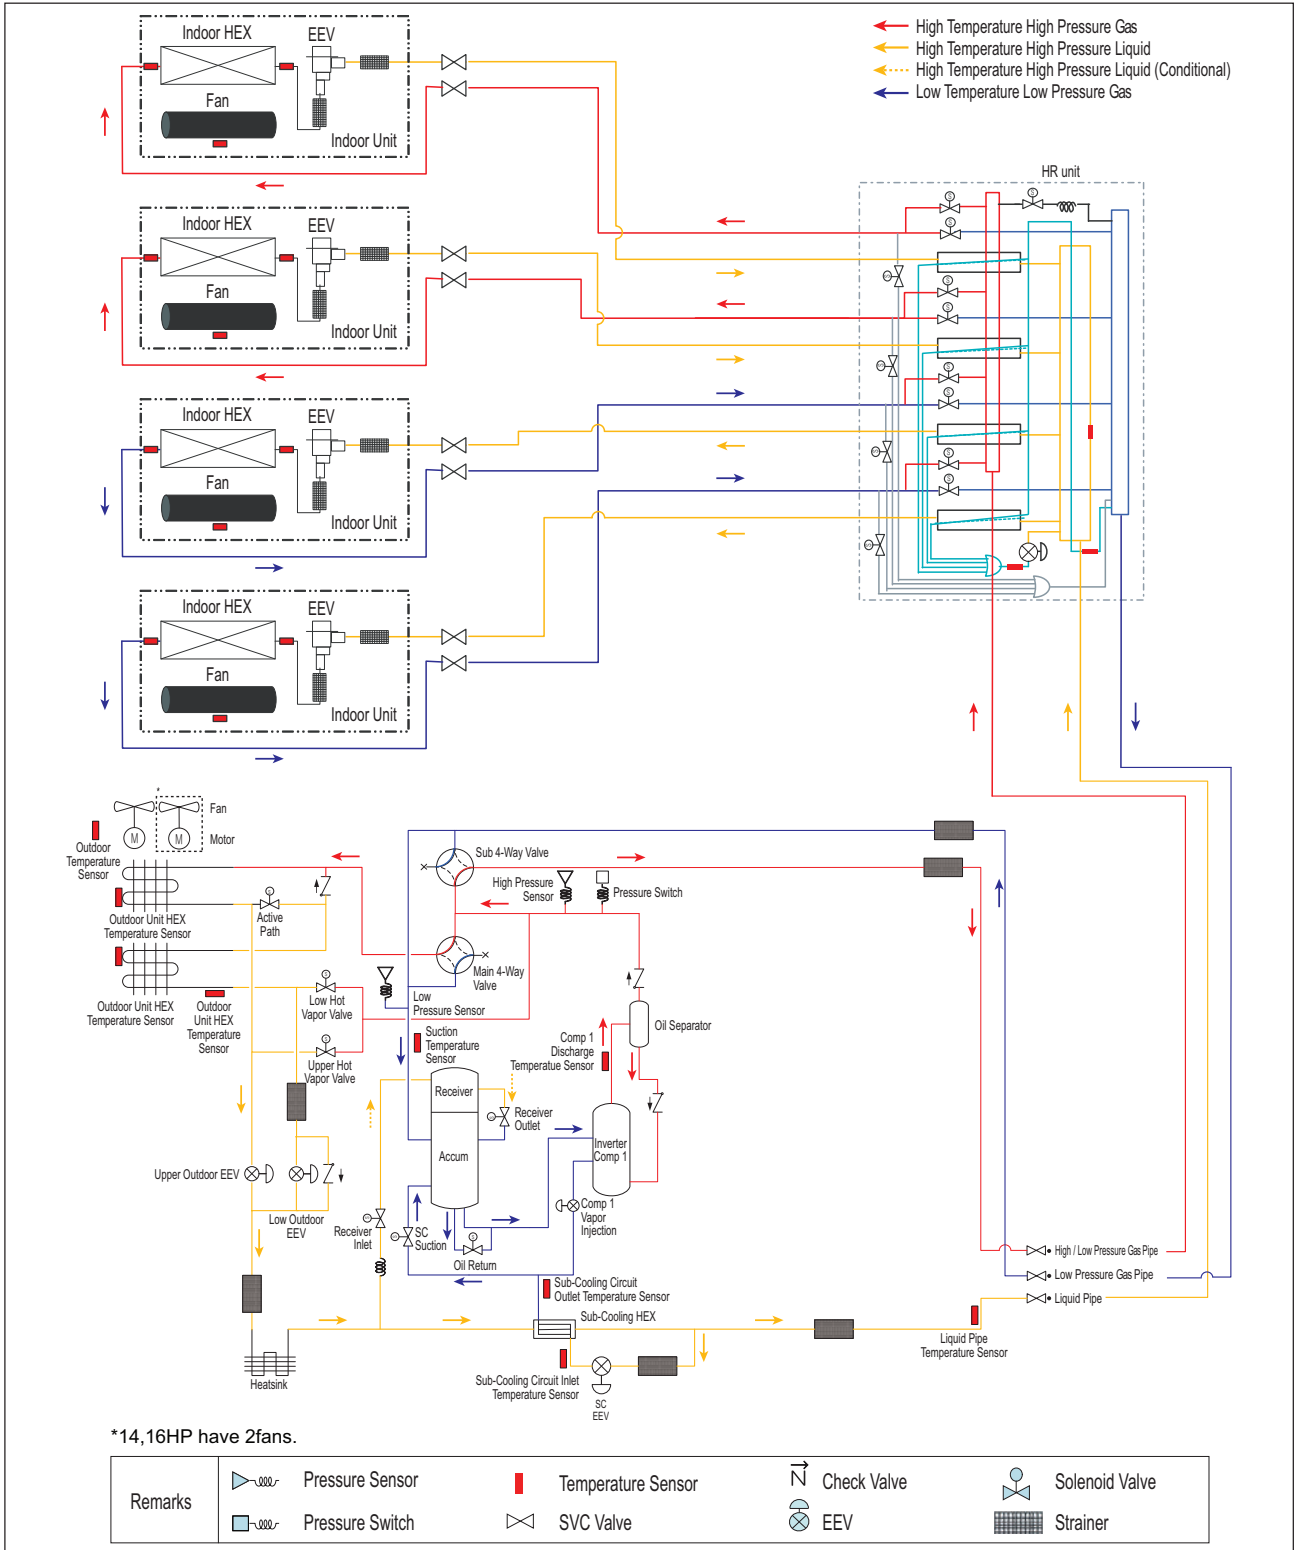 High Temperature High Pressure Gas
High Temperature High Pressure Liquid
High Temperature High Pressure Liquid (Conditional)
Low Temperature Low Pressure Gas
Indoor HEX
EEV
Fan
Indoor Unit
HR unit
S
S
S
S
S
S
S
S
S
S
S
S
S
Indoor HEX
EEV
Fan
Indoor Unit
Indoor HEX
EEV
Fan
Indoor Unit
Indoor HEX
EEV
Fan
Indoor Unit
*
Fan
M
M
Motor
Outdoor
Temperature
Sensor
Sub 4-Way Valve
High Pressure
Sensor
Pressure Switch
Outdoor Unit HEX
Temperature Sensor
S
Active
Path
Main 4-Way
Valve
Outdoor Unit HEX
Temperature Sensor
Outdoor
Unit HEX
Temperature
Sensor
S
Low Hot
Vapor Valve
Low
Pressure Sensor
S
Upper Hot
Vapor Valve
Suction
Temperature
Sensor
Comp 1
Discharge
Temperatue Sensor
Oil Separator
Receiver
S
Receiver
Outlet
Accum
Inverter
Comp 1
Upper Outdoor EEV
Low Outdoor
EEV
S
Receiver
Inlet
S
SC
Suction
S
Oil Return
Comp 1
Vapor
Injection
Sub-Cooling Circuit
Outlet Temperature Sensor
Sub-Cooling HEX
High / Low Pressure Gas Pipe
Low Pressure Gas Pipe
Liquid Pipe
Liquid Pipe
Temperature Sensor
Heatsink
Sub-Cooling Circuit Inlet
Temperature Sensor
SC
EEV
*14,16HP have 2fans.
Remarks
Pressure Sensor
Temperature Sensor
Check Valve
Solenoid Valve
Pressure Switch
SVC Valve
EEV
Strainer